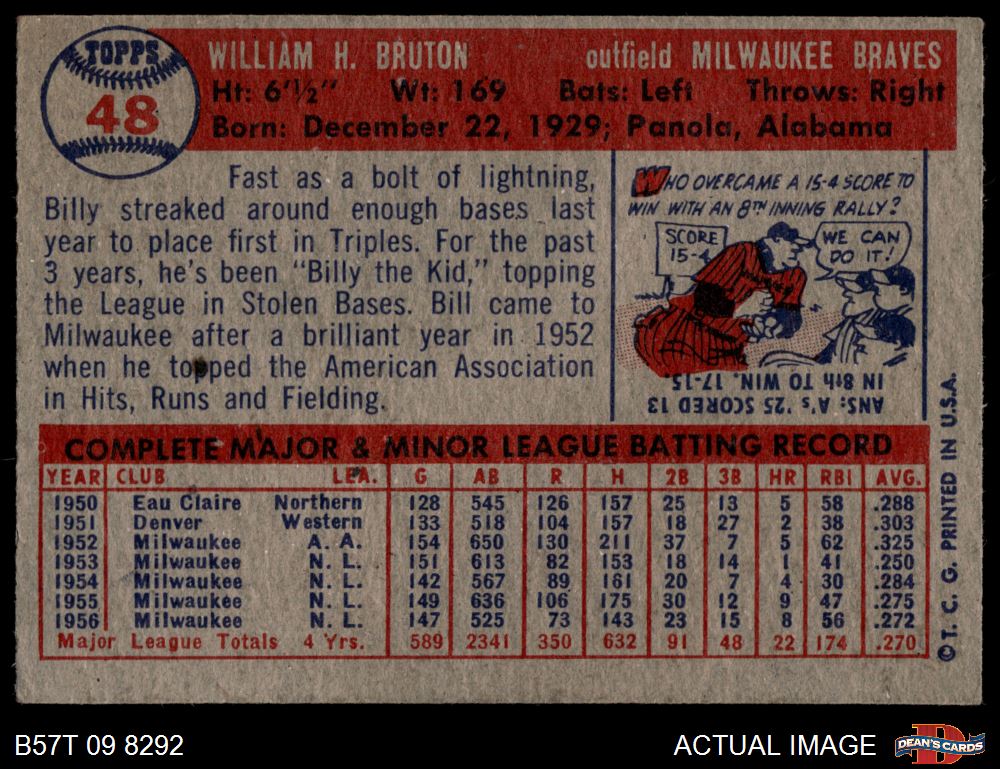 TOPPS
48
WILLIAM H. BRUTON outfield MILWAUKEE BRAVES
Ht: 6'½" Wt: 169 Bats: Left Throws: Right
Born: December 22, 1929; Panola, Alabama
Fast as a bolt of lightning,
Billy streaked around enough bases last
year to place first in Triples. For the past
3 years, he's been "Billy the Kid," topping
the League in Stolen Bases. Bill came to
Milwaukee after a brilliant year in 1952
when he topped the American Association
in Hits, Runs and Fielding.
WHO OVERCAME A 15-4 SCORE TO
WIN WITH AN 8TH INNING RALLY?
SCORE
15-4
WE CAN
DO IT!
ANS: A's, '25 SCORED 13
IN 8th TO WIN, 17-15.
COMPLETE MAJOR & MINOR LEAGUE BATTING RECORD
YEAR CLUB LEA. G AB R H 2B 3B HR RBI AVG.
1950 Eau Claire Northern 128 545 126 157 25 13 5 58 .288
1951 Denver Western 133 518 104 157 18 27 2 38 .303
1952 Milwaukee A. A. 154 650 130 211 37 7 5 62 .325
1953 Milwaukee N. L. 151 613 82 153 18 14 1 41 .250
1954 Milwaukee N. L. 142 567 89 161 20 7 4 30 .284
1955 Milwaukee N. L. 149 636 106 175 30 12 9 47 .275
1956 Milwaukee N. L. 147 525 73 143 23 15 8 56 .272
Major League Totals 4 Yrs. 589 2341 350 632 91 48 22 174 .270
©T. C. G. PRINTED IN U.S.A.
B57T 09 8292
ACTUAL IMAGE
D
DEAN'S CARDS